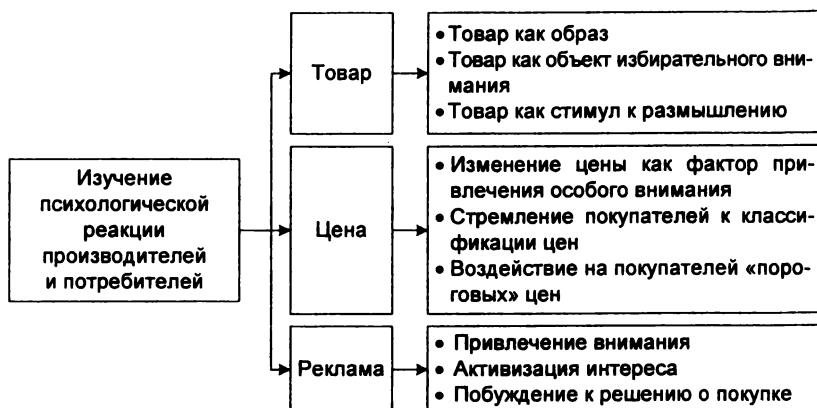 Изучение
психологической
реакции
производителей
и потребителей
Товар
• Товар как образ
• Товар как объект избирательного вни-
мания
• Товар как стимул к размышлению
Цена
• Изменение цены как фактор при-
влечения особого внимания
• Стремление покупателей к класси-
фикации цен
• Воздействие на покупателей «поро-
говых» цен
Реклама
• Привлечение внимания
• Активизация интереса
• Побуждение к решению о покупке